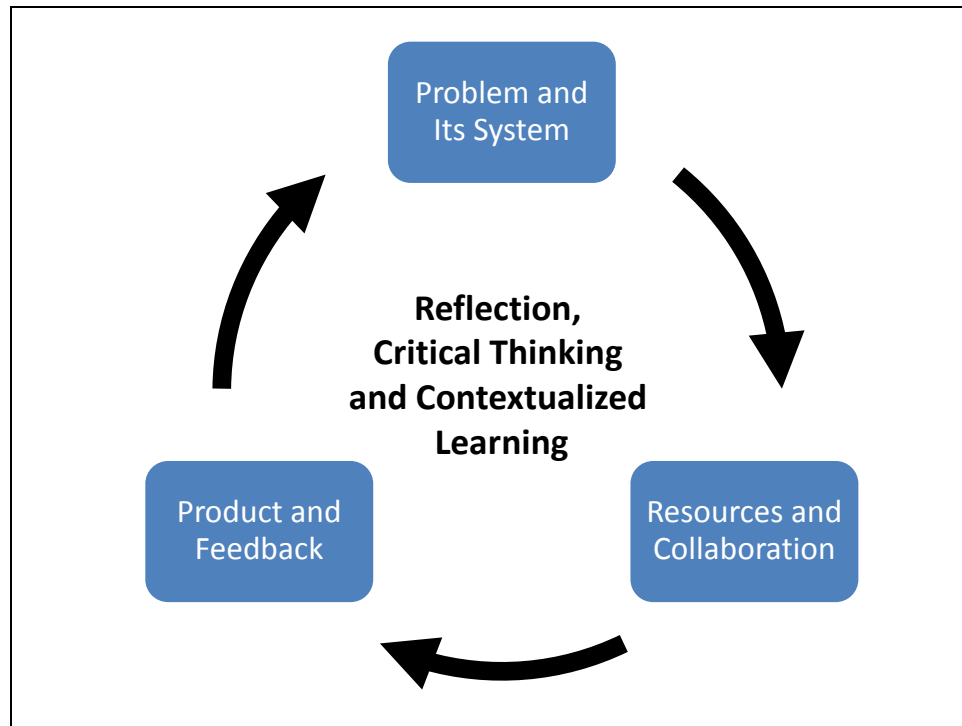 Problem and
Its System
Reflection,
Critical Thinking
and Contextualized
Learning
Product and
Feedback
Resources and
Collaboration